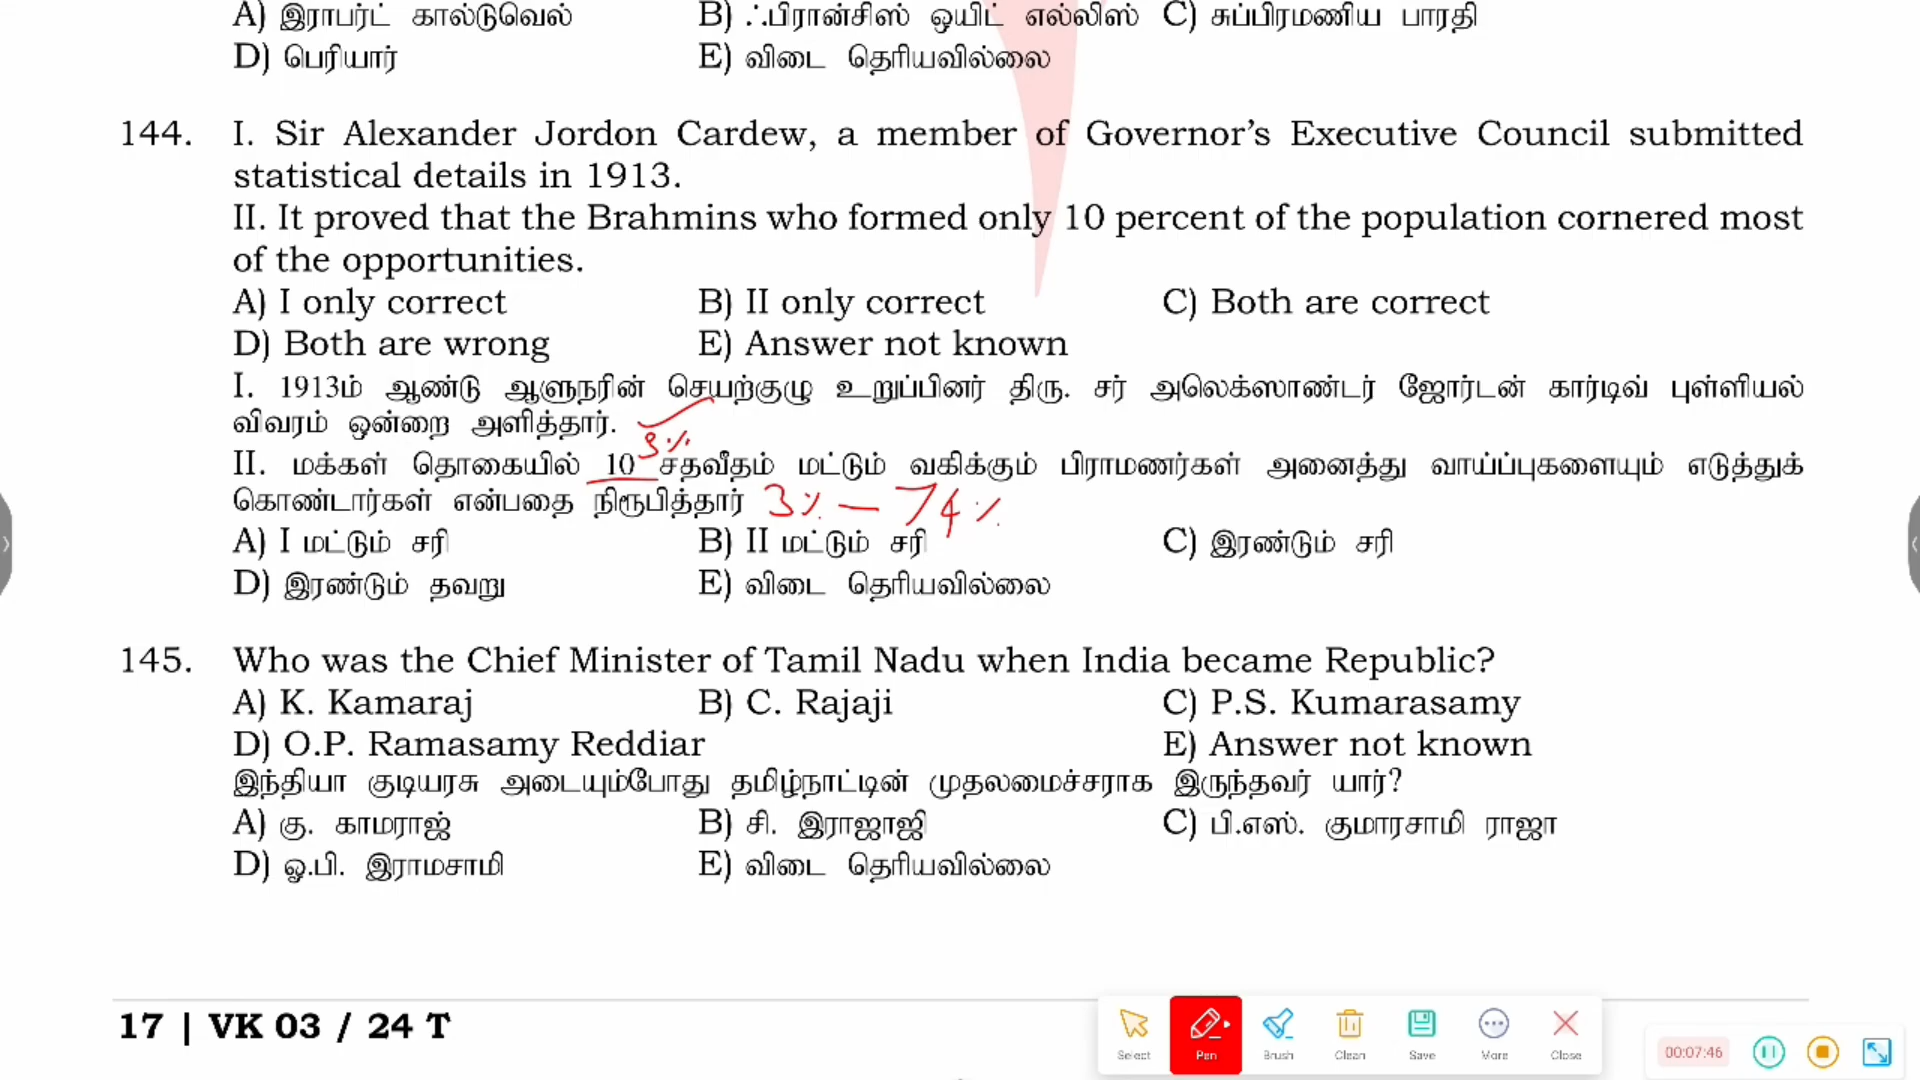 A) இராபர்ட் கால்டுவெல் B) ஃபிரான்சிஸ் ஒயிட் எல்லிஸ் C) சுப்பிரமணிய பாரதி
D) பெரியார் E) விடை தெரியவில்லை
144. I. Sir Alexander Jordon Cardew, a member of Governor’s Executive Council submitted
statistical details in 1913.
II. It proved that the Brahmins who formed only 10 percent of the population cornered most
of the opportunities.
A) I only correct B) II only correct C) Both are correct
D) Both are wrong E) Answer not known
I. 1913ம் ஆண்டு ஆளுநரின் செயற்குழு உறுப்பினர் திரு. சர் அலெக்ஸாண்டர் ஜோர்டன் கார்டிவ் புள்ளியல்
விவரம் ஒன்றை அளித்தார்.
3%
II. மக்கள் தொகையில் 10 சதவீதம் மட்டும் வகிக்கும் பிராமணர்கள் அனைத்து வாய்ப்புகளையும் எடுத்துக்
கொண்டார்கள் என்பதை நிரூபித்தார் 3% – 74%
A) I மட்டும் சரி B) II மட்டும் சரி C) இரண்டும் சரி
D) இரண்டும் தவறு E) விடை தெரியவில்லை
145. Who was the Chief Minister of Tamil Nadu when India became Republic?
A) K. Kamaraj B) C. Rajaji C) P.S. Kumarasamy
D) O.P. Ramasamy Reddiar E) Answer not known
இந்தியா குடியரசு அடையும்போது தமிழ்நாட்டின் முதலமைச்சராக இருந்தவர் யார்?
A) கு. காமராஜ் B) சி. இராஜாஜி C) பி.எஸ். குமாரசாமி ராஜா
D) ஓ.பி. இராமசாமி E) விடை தெரியவில்லை
17 | VK 03 / 24 T
Select Pen Brush Clean Save More Close
00:07:46